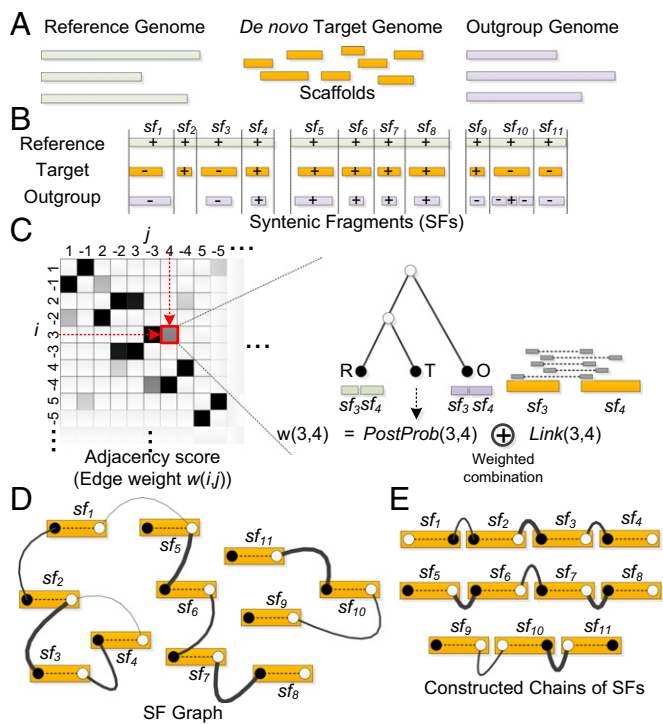 A Reference Genome De novo Target Genome Outgroup Genome
Scaffolds
B sf1 sf2 sf3 sf4 sf5 sf6 sf7 sf8 sf9 sf10 sf11
Reference + + + + + + + + + + +
Target - + - + + + + + + - -
Outgroup - - + + + + + - - + - -
Syntenic Fragments (SFs)
C j
1 -1 2 -2 3 -3 4 -4 5 -5 ...
1
-1
2
-2
i 3 ...
-3
4
-4
5
-5
R T O
sf3 sf4 sf3 sf4 sf3 sf4
w(3,4) = PostProb(3,4) + Link(3,4)
Weighted
combination
Adjacency score
(Edge weight w(i,j))
D sf1 sf5 sf11
sf2 sf6 sf9 sf10
sf3 sf4 sf7 sf8
SF Graph
E sf1 sf2 sf3 sf4
sf5 sf6 sf7 sf8
sf9 sf10 sf11
Constructed Chains of SFs